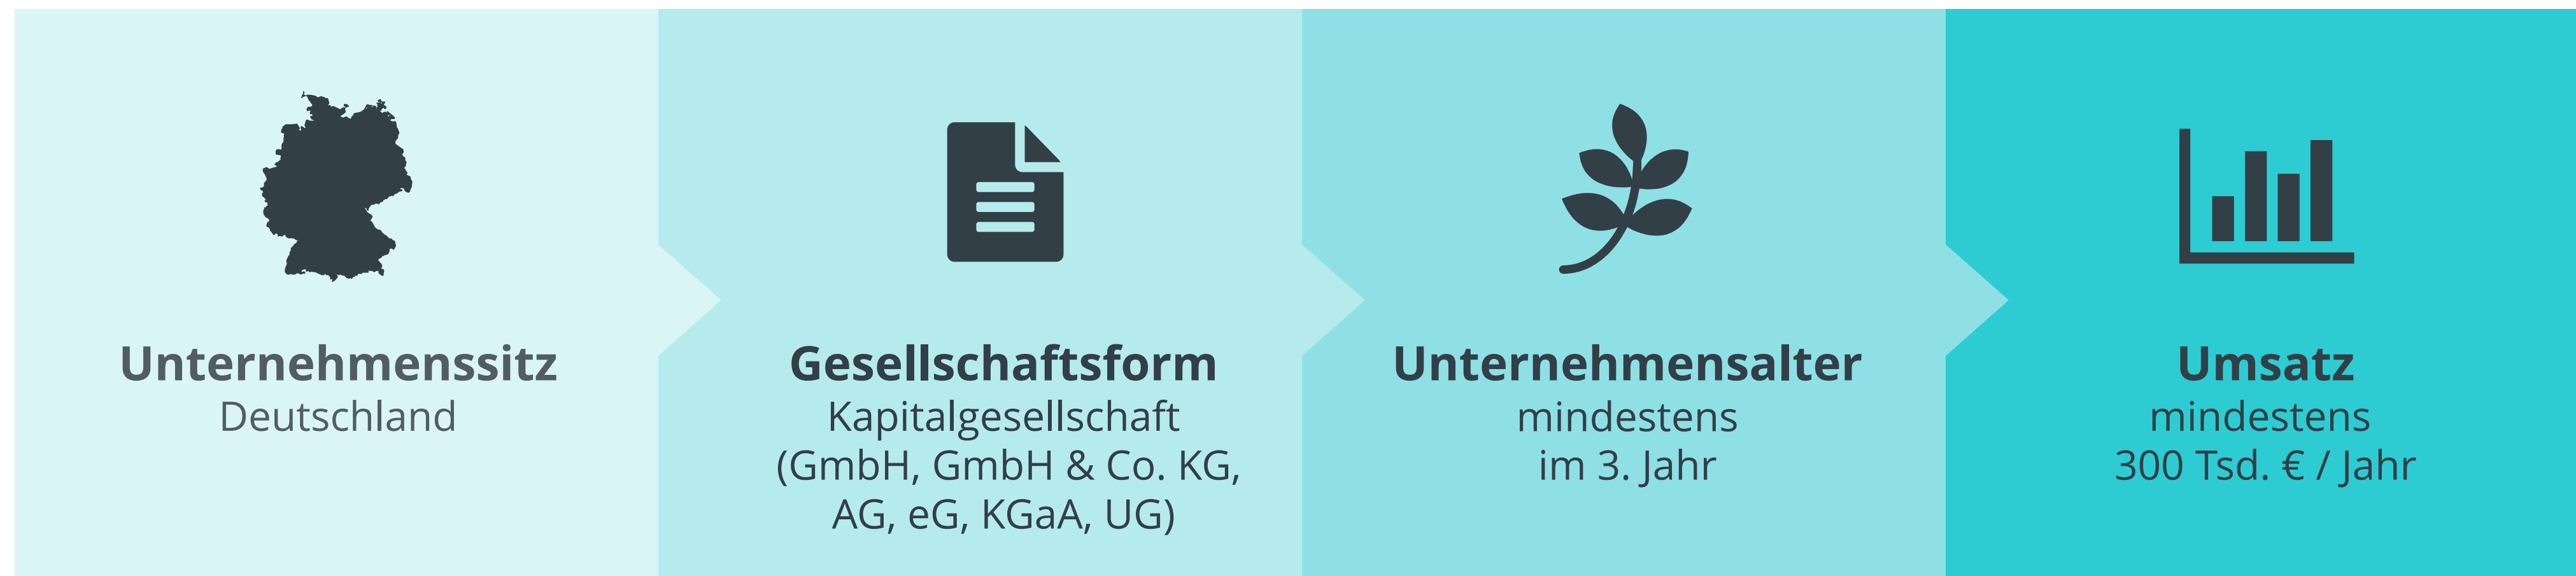 Unternehmenssitz
Deutschland
Gesellschaftsform
Kapitalgesellschaft
(GmbH, GmbH & Co. KG,
AG, eG, KGaA, UG)
Unternehmensalter
mindestens
im 3. Jahr
Umsatz
mindestens
300 Tsd. € / Jahr